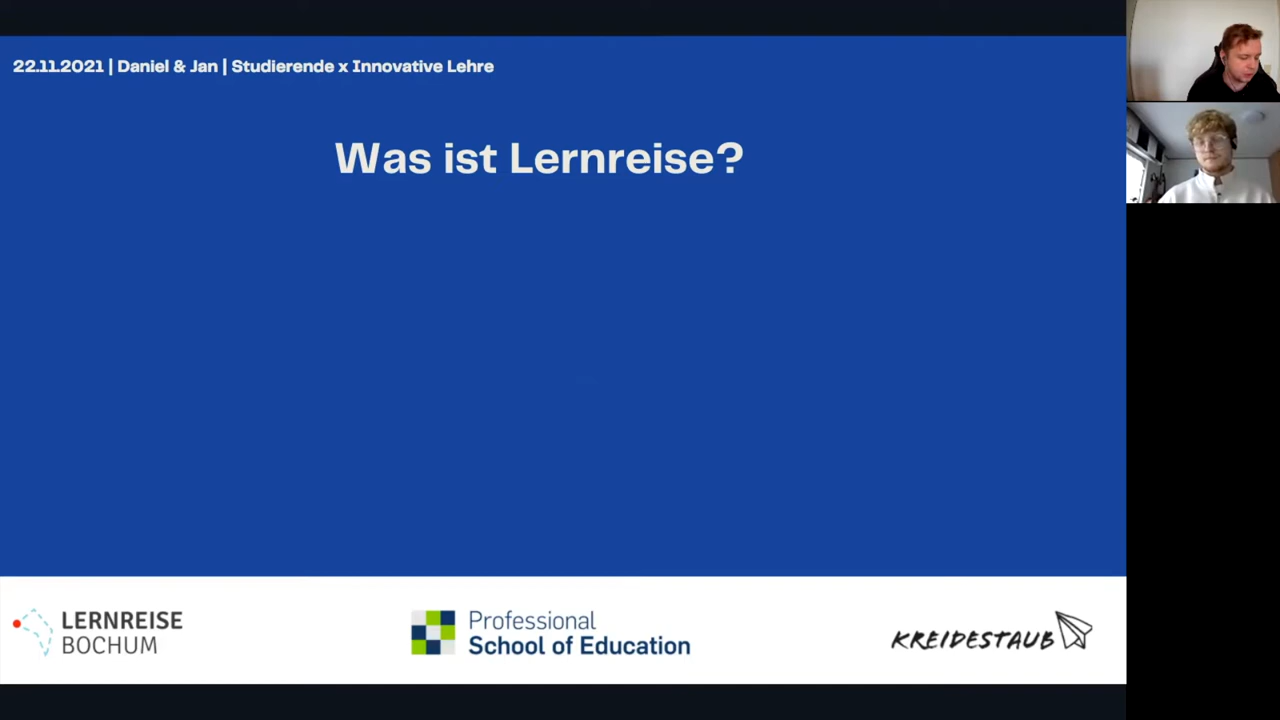 22.11.2021 | Daniel & Jan | Studierende x Innovative Lehre
Was ist Lernreise?
LERNREISE
BOCHUM
Professional
School of Education
KREIDESTAUB